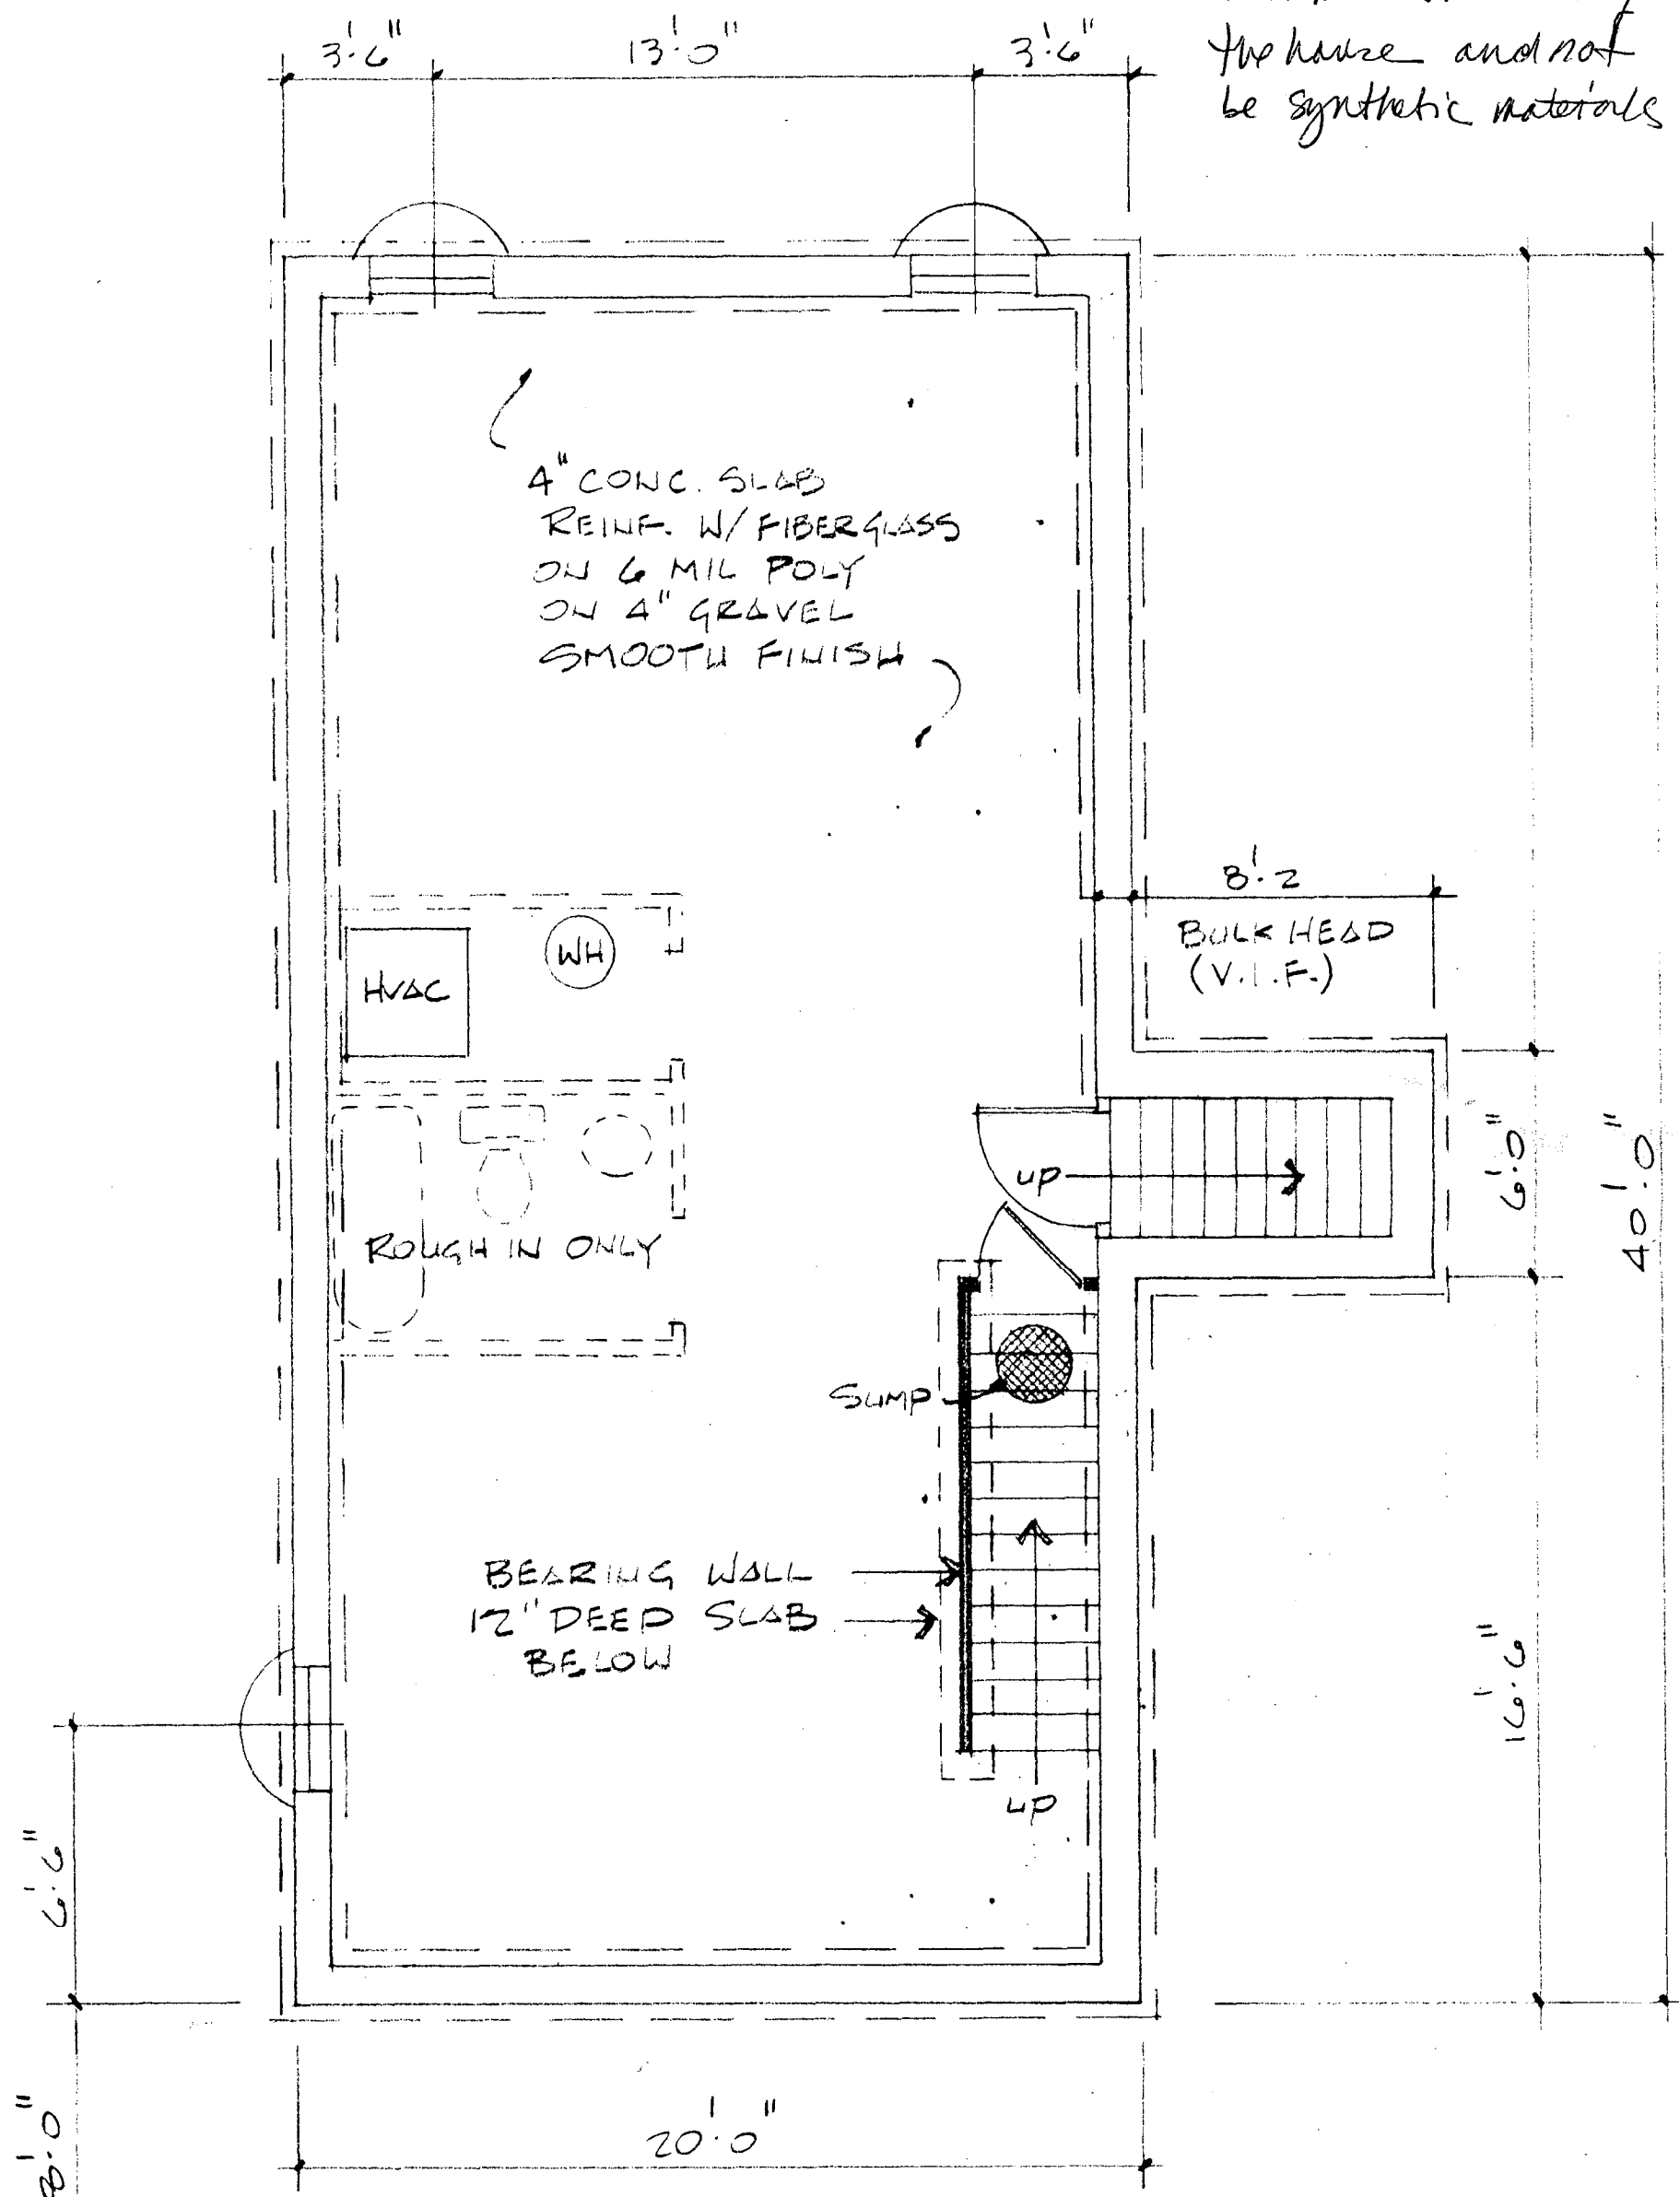 the house and not
be synthetic materials
3'.6" 13'.0" 3'.6"
4" CONC. SLAB
REINF. W/ FIBERGLASS
ON 6 MIL POLY
ON 4" GRAVEL
SMOOTH FINISH
8'.2
BULK HEAD
(V.I.F.)
WH
HVAC
up
6'.0"
40'.0"
ROUGH IN ONLY
SUMP
BEARING WALL
12" DEEP SLAB
BELOW
16'.6"
up
6'.6"
20'.0"